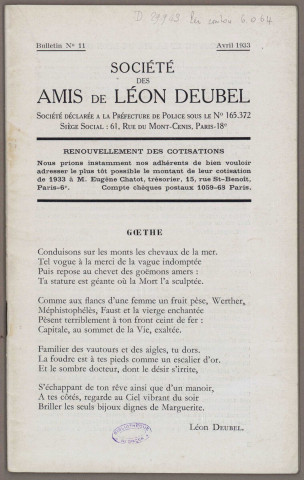 Bulletin N° 11
Avril 1933
SOCIÉTÉ
DES
AMIS DE LÉON DEUBEL
SOCIÉTÉ DÉCLARÉE A LA PRÉFECTURE DE POLICE SOUS LE N° 165.372
SIÈGE SOCIAL : 61, RUE DU MONT-CENIS, PARIS-18e
RENOUVELLEMENT DES COTISATIONS
Nous prions instamment nos adhérents de bien vouloir
adresser le plus tôt possible le montant de leur cotisation
de 1933 à M. Eugène Chatot, trésorier, 15, rue St-Benoit,
Paris-6e. Compte chèques postaux 1059-68 Paris.
GŒTHE
Conduisons sur les monts les chevaux de la mer.
Tel vogue à la merci de la vague indomptée
Puis repose au chevet des goëmons amers :
Ta stature est géante où la Mort l'a sculptée.
Comme aux flancs d'une femme un fruit pèse, Werther,
Méphistophélès, Faust et la vierge enchantée
Pèsent terriblement à ton front ceint de fer :
Capitale, au sommet de la Vie, exaltée.
Familier des vautours et des aigles, tu dors.
La foudre est à tes pieds comme un escalier d'or.
Et le sombre docteur, dont le désir s'irrite,
S'échappant de ton rêve ainsi que d'un manoir,
A tes côtés, regarde au Ciel vibrant du soir
Briller les seuls bijoux dignes de Marguerite.
Léon DEUBEL.